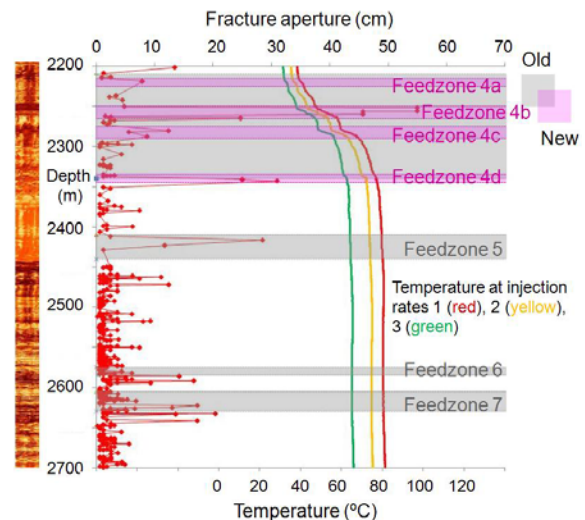 Fracture aperture (cm)
0 10 20 30 40 50 60 70
2200
Old
Feedzone 4a
Feedzone 4b
New
Feedzone 4c
2300
Depth
(m)
Feedzone 4d
2400
Feedzone 5
Temperature at injection
rates 1 (red), 2 (yellow),
3 (green)
2500
Feedzone 6
2600
Feedzone 7
2700
0 20 40 60 80 100 120
Temperature (ºC)